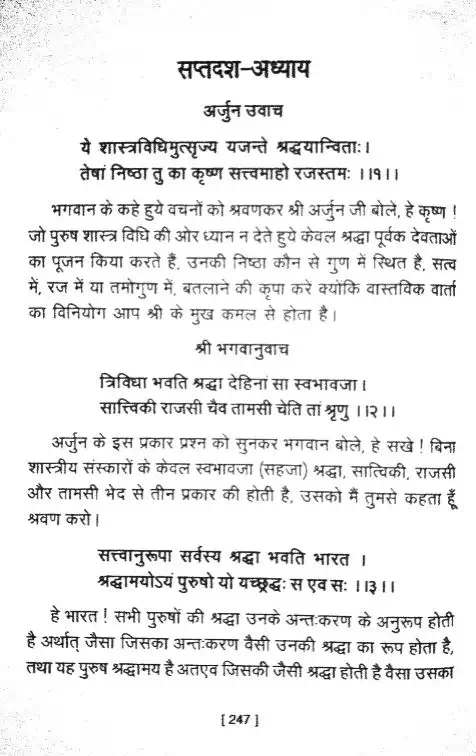 सप्तदश-अध्याय
अर्जुन उवाच
ये शास्त्रविधिमुत्सृज्य यजन्ते श्रद्धयान्विताः।
तेषां निष्ठा तु का कृष्ण सत्त्वमाहो रजस्तमः ।।१।।
भगवान के कहे हुये वचनों को श्रवणकर श्री अर्जुन जी बोले, हे कृष्ण !
जो पुरुष शास्त्र विधि की ओर ध्यान न देते हुये केवल श्रद्धा पूर्वक देवताओं
का पूजन किया करते हैं, उनकी निष्ठा कौन से गुण में स्थित है, सत्व
में, रज में या तमोगुण में, बतलाने की कृपा करे क्योंकि वास्तविक वार्ता
का विनियोग आप श्री के मुख कमल से होता है।
श्री भगवानुवाच
त्रिविधा भवति श्रद्धा देहिनां सा स्वभावजा ।
सात्त्विकी राजसी चैव तामसी चेति तां श्रृणु ।।२।।
अर्जुन के इस प्रकार प्रश्न को सुनकर भगवान बोले, हे सखे ! बिना
शास्त्रीय संस्कारों के केवल स्वभावजा (सहजा) श्रद्धा, सात्विकी, राजसी
और तामसी भेद से तीन प्रकार की होती है, उसको मैं तुमसे कहता हूँ
श्रवण करो।
सत्त्वानुरूपा सर्वस्य श्रद्धा भवति भारत ।
श्रद्धामयोऽयं पुरुषो यो यच्छ्रद्धः स एव सः ।।३।।
हे भारत ! सभी पुरुषों की श्रद्धा उनके अन्तःकरण के अनुरूप होती
है अर्थात् जैसा जिसका अन्तःकरण वैसी उनकी श्रद्धा का रूप होता है,
तथा यह पुरुष श्रद्धामय है अतएव जिसकी जैसी श्रद्धा होती है वैसा उसका
[ 247 ]